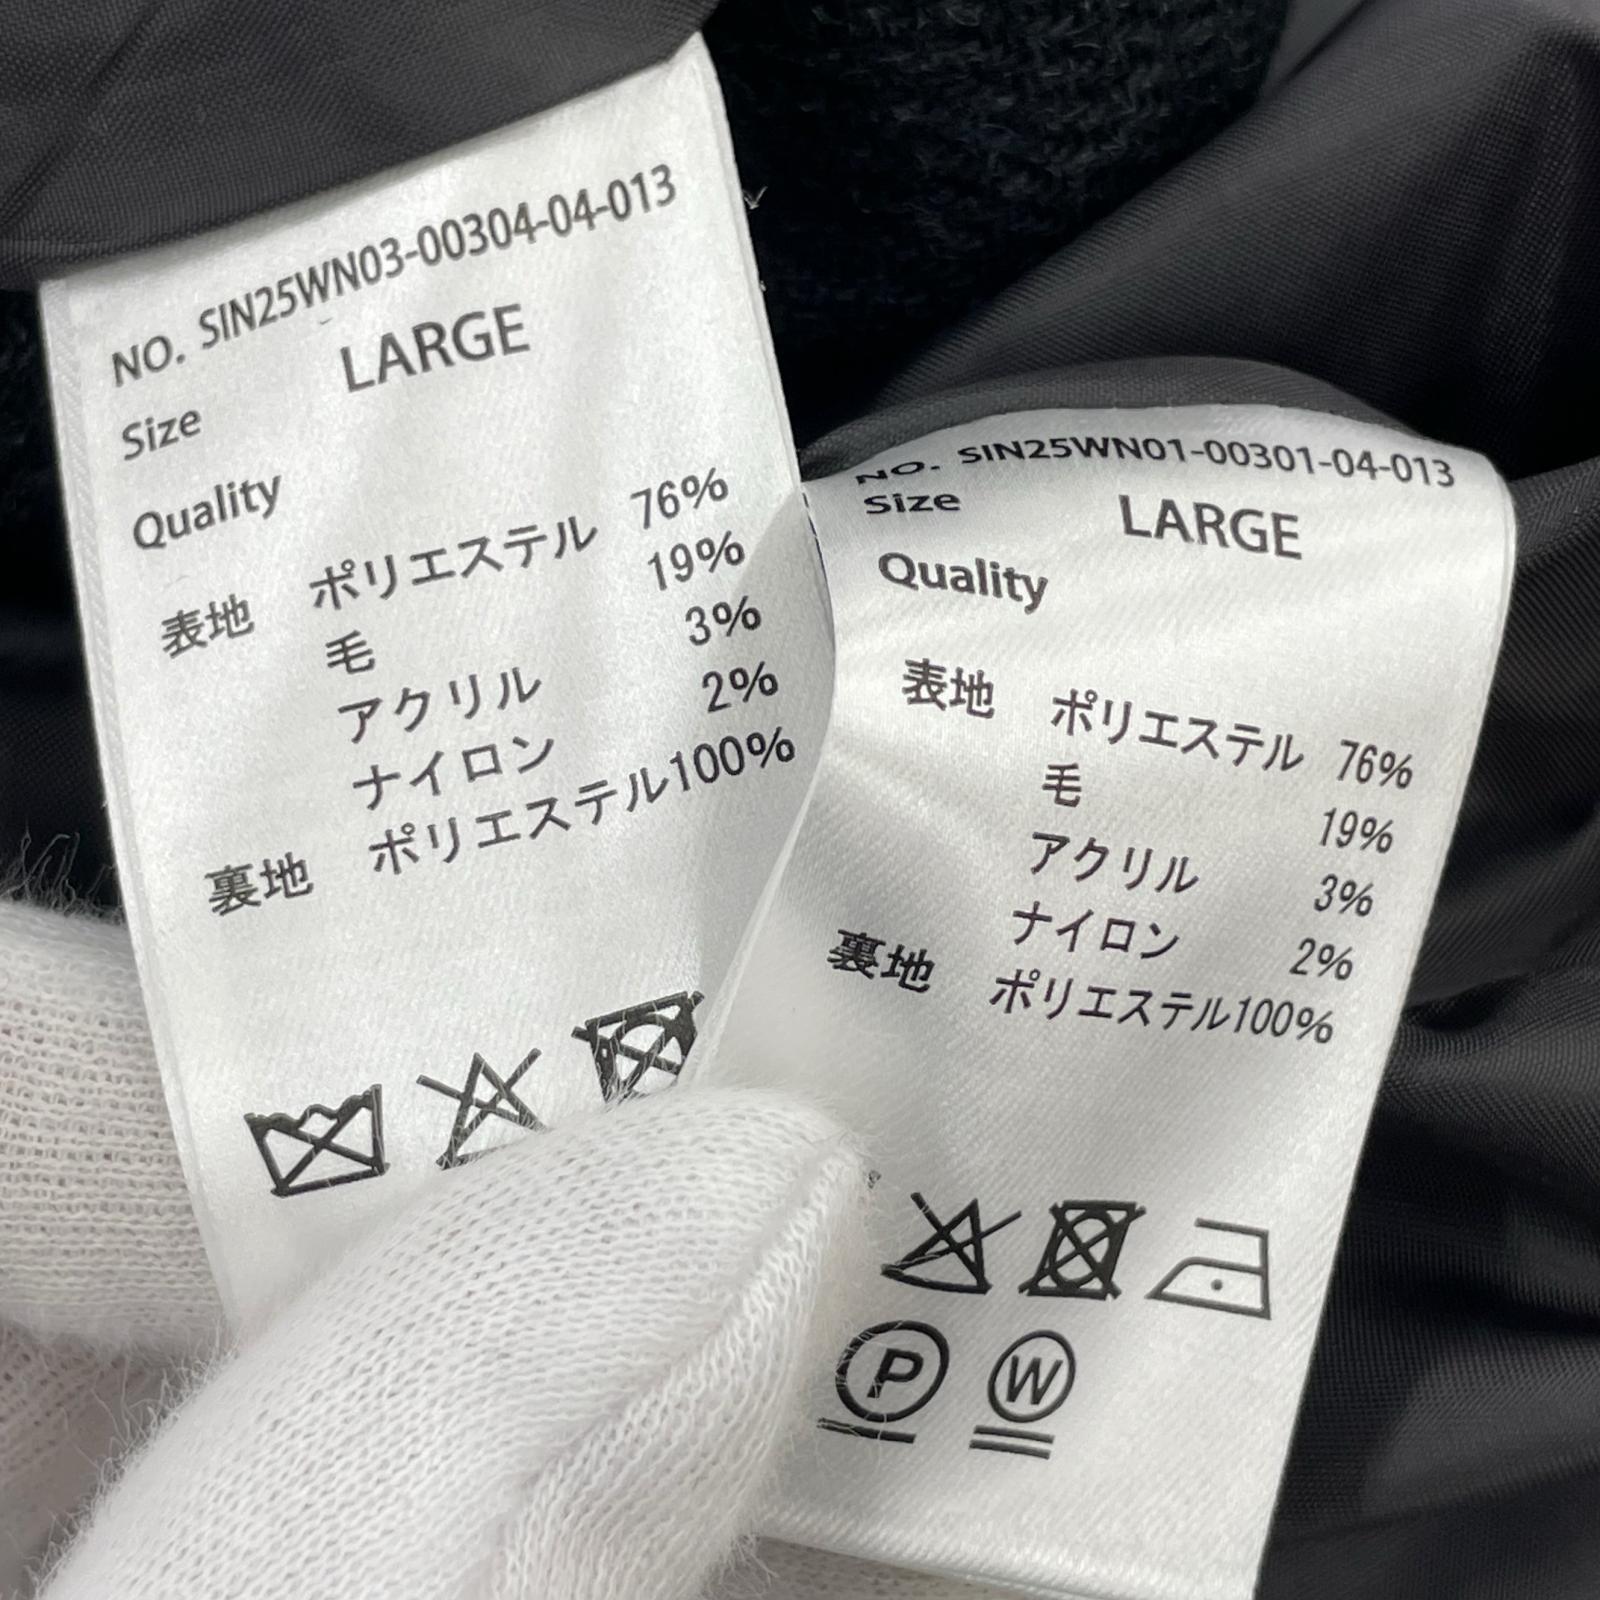 NO. SIN25WN03-00304-04-013
Size LARGE
Quality
表地 ポリエステル 76%
毛 19%
アクリル 3%
ナイロン 2%
裏地 ポリエステル100%
NO. SIN25WN01-00301-04-013
Size LARGE
Quality
表地 ポリエステル 76%
毛 19%
アクリル 3%
ナイロン 2%
裏地 ポリエステル100%
P W